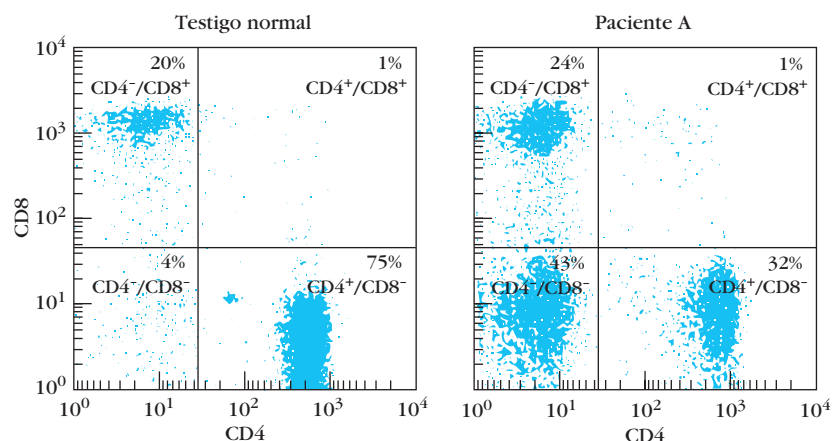 Testigo normal
20%
CD4⁻/CD8⁺
1%
CD4⁺/CD8⁺
4%
CD4⁻/CD8⁻
75%
CD4⁺/CD8⁻
CD8
10⁴
10³
10²
10¹
10⁰
10⁰ 10¹ 10² 10³ 10⁴
CD4
Paciente A
24%
CD4⁻/CD8⁺
1%
CD4⁺/CD8⁺
43%
CD4⁻/CD8⁻
32%
CD4⁺/CD8⁻
10⁰ 10¹ 10² 10³ 10⁴
CD4